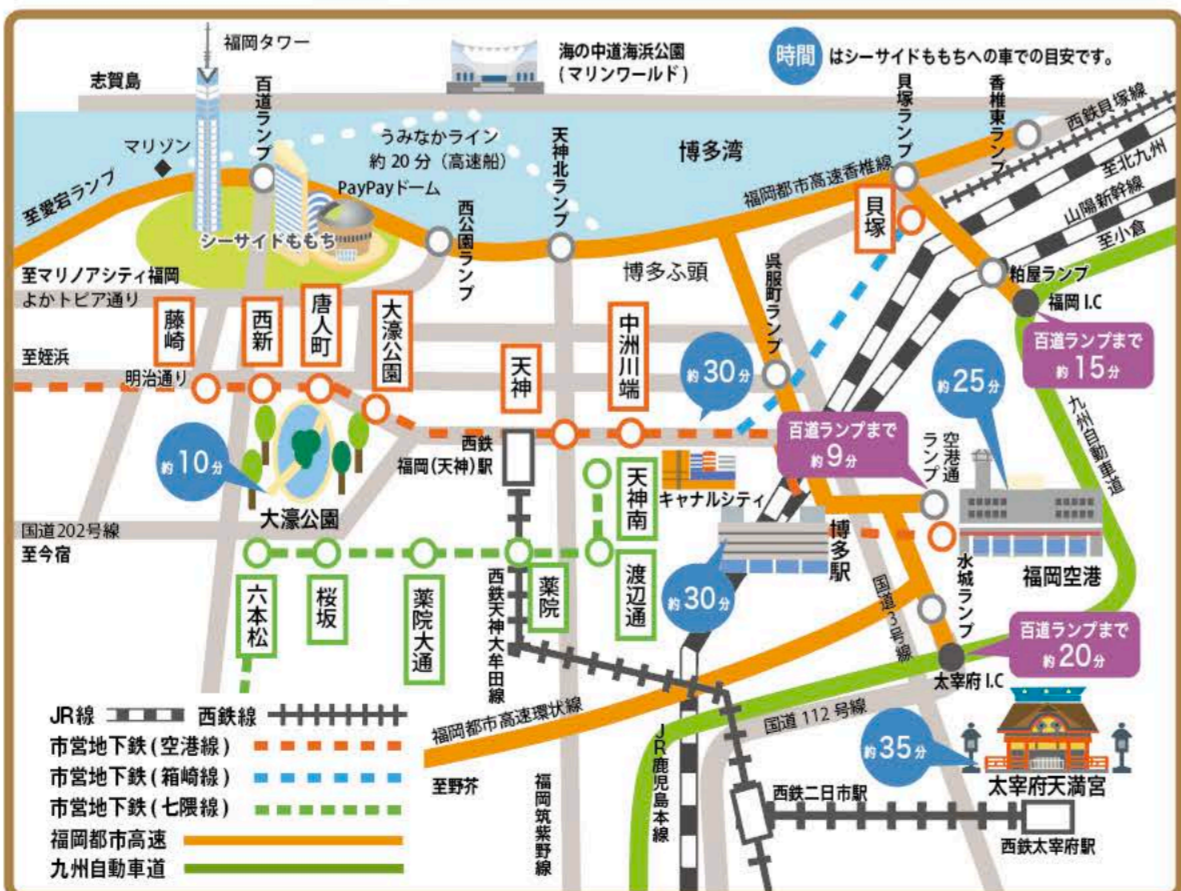 福岡タワー
海の中道海浜公園
(マリンワールド)
時間 はシーサイドももちへの車での目安です。
志賀島
百道ランプ
貝塚ランプ
香椎東ランプ
西鉄貝塚線
マリゾン
うみなかライン
約20分(高速船)
天神北ランプ
博多湾
至北九州
至愛宕ランプ
PayPayドーム
福岡都市高速香椎線
山陽新幹線
貝塚
至小倉
シーサイドももち
西公園ランプ
博多ふ頭
呉服町ランプ
粕屋ランプ
福岡 I.C
至マリノアシティ福岡
よかトピア通り
藤崎
西新
唐人町
大濠公園
天神
中洲川端
百道ランプまで
約15分
至姪浜
明治通り
約30分
約25分
九州自動車道
約10分
西鉄
福岡(天神)駅
百道ランプまで
約9分
空港通ランプ
大濠公園
天神南
キャナルシティ
国道202号線
至今宿
博多駅
福岡空港
六本松
桜坂
薬院大通
西鉄天神大牟田線
薬院
渡辺通
約30分
国道3号線
水城ランプ
百道ランプまで
約20分
太宰府 I.C
JR線
西鉄線
福岡都市高速環状線
国道112号線
市営地下鉄(空港線)
約35分
市営地下鉄(箱崎線)
至野芥
福岡筑紫野線
JR鹿児島本線
太宰府天満宮
市営地下鉄(七隈線)
西鉄二日市駅
福岡都市高速
西鉄太宰府駅
九州自動車道